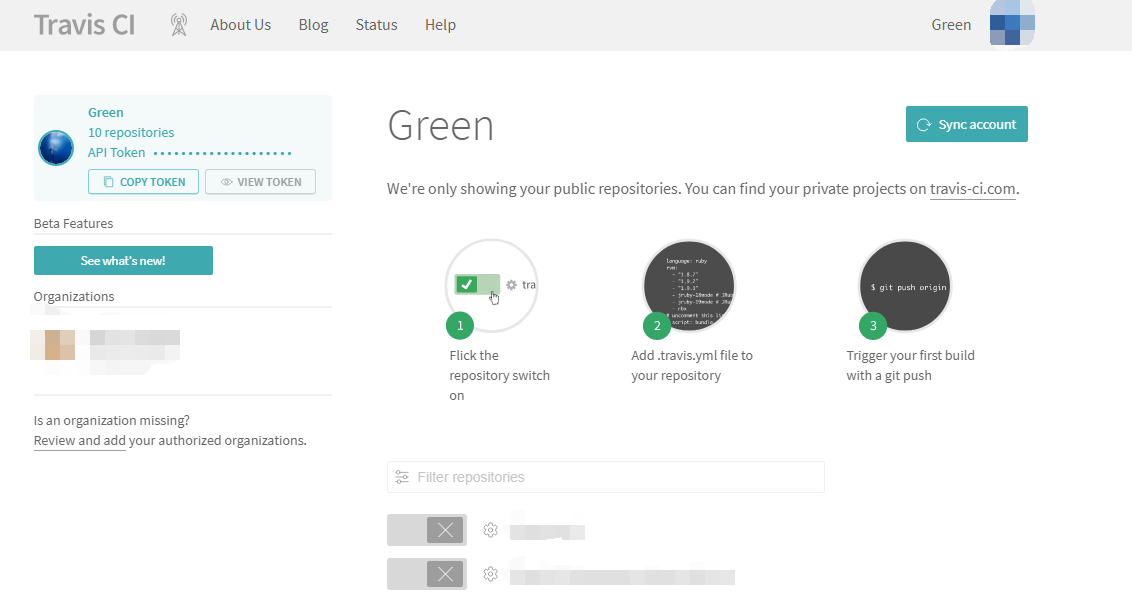 Travis CI
About Us Blog Status Help
Green
Green
10 repositories
API Token
COPY TOKEN
VIEW TOKEN
Beta Features
See what's new!
Organizations
Is an organization missing?
Review and add your authorized organizations.
Green
Sync account
We're only showing your public repositories. You can find your private projects on travis-ci.com.
tra
1
Flick the
repository switch
on
language: ruby
rvm:
- "1.8.7"
- "1.9.2"
- "1.9.3"
- jruby-18mode
- jruby-19mode
- rbx
# uncomment this
script: bundle
2
Add .travis.yml file to
your repository
$ git push origin
3
Trigger your first build
with a git push
Filter repositories